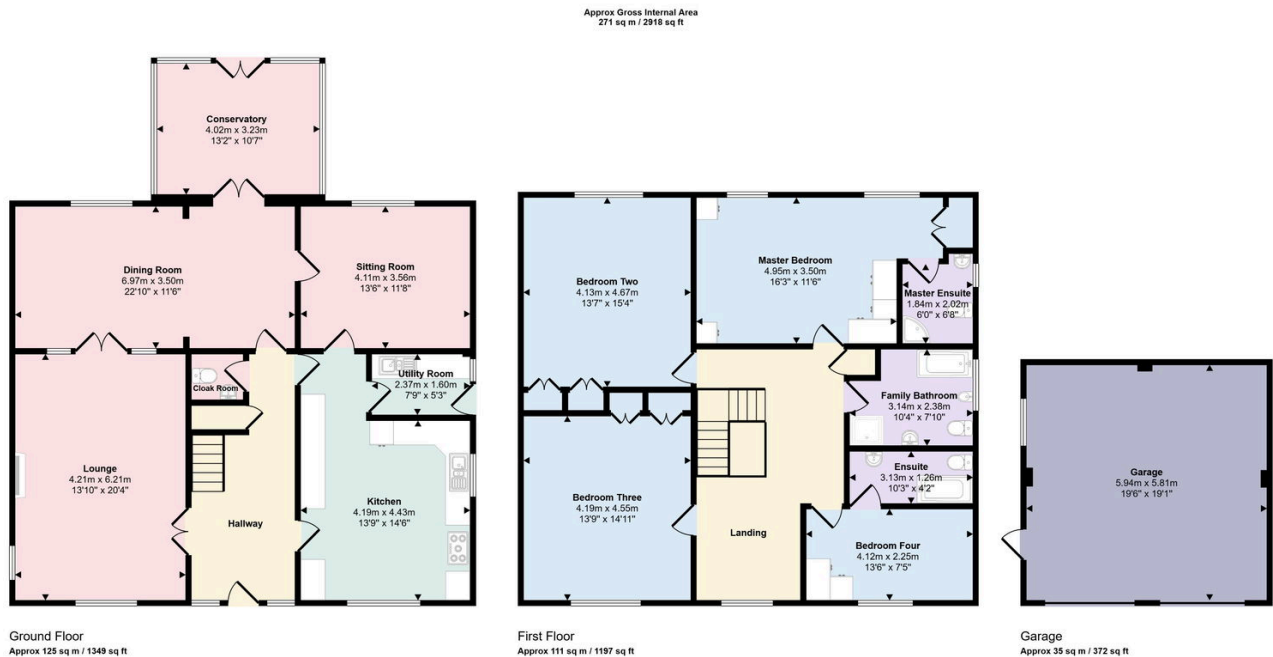 Approx Gross Internal Area
271 sq m / 2918 sq ft
Conservatory
4.02m x 3.23m
13'2" x 10'7"
Dining Room
6.97m x 3.50m
22'10" x 11'6"
Sitting Room
4.11m x 3.56m
13'6" x 11'8"
Cloak Room
Utility Room
2.37m x 1.60m
7'9" x 5'3"
Lounge
4.21m x 6.21m
13'10" x 20'4"
Hallway
Kitchen
4.19m x 4.43m
13'9" x 14'6"
Ground Floor
Approx 125 sq m / 1349 sq ft
Bedroom Two
4.13m x 4.67m
13'7" x 15'4"
Master Bedroom
4.95m x 3.50m
16'3" x 11'6"
Master Ensuite
1.84m x 2.02m
6'0" x 6'8"
Family Bathroom
3.14m x 2.38m
10'4" x 7'10"
Ensuite
3.13m x 1.26m
10'3" x 4'2"
Bedroom Three
4.19m x 4.55m
13'9" x 14'11"
Landing
Bedroom Four
4.12m x 2.25m
13'6" x 7'5"
First Floor
Approx 111 sq m / 1197 sq ft
Garage
5.94m x 5.81m
19'6" x 19'1"
Garage
Approx 35 sq m / 372 sq ft